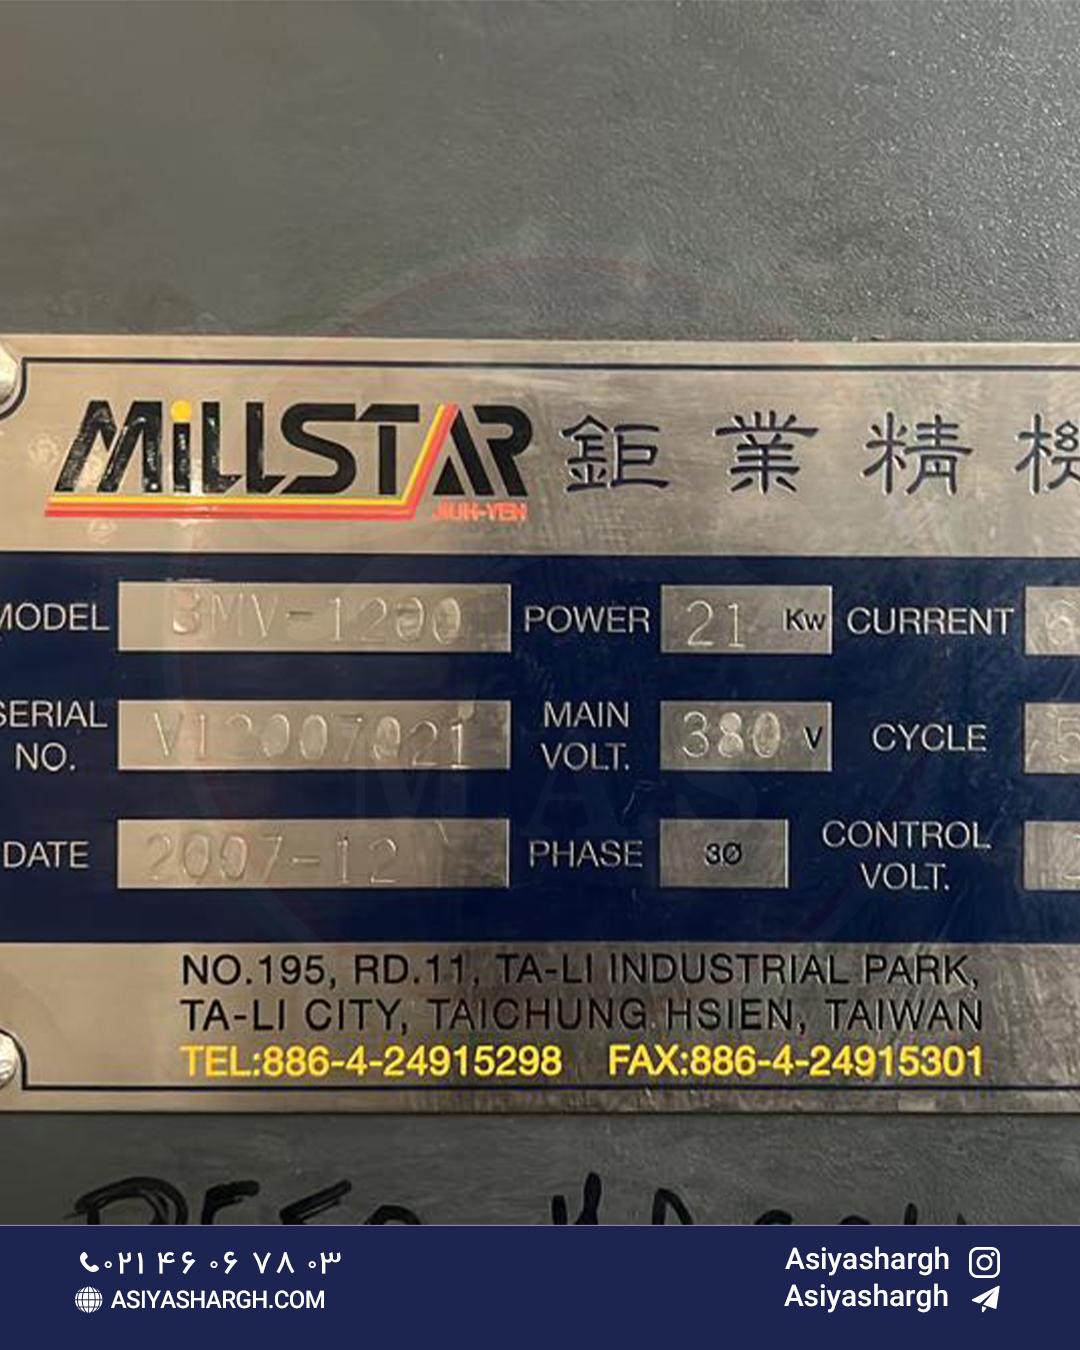 MiLLSTAR 鉅業精機
JIUH-YEH
MODEL BMV-1200 POWER 21 Kw CURRENT
SERIAL NO. V12007021 MAIN VOLT. 380 V CYCLE
DATE 2007-12 PHASE 3Ø CONTROL VOLT.
NO.195, RD.11, TA-LI INDUSTRIAL PARK,
TA-LI CITY, TAICHUNG HSIEN, TAIWAN
TEL:886-4-24915298 FAX:886-4-24915301
MAS
۰۲۱ ۴۶ ۰۶ ۷۸ ۰۳
ASIYASHARGH.COM
Asiyashargh
Asiyashargh